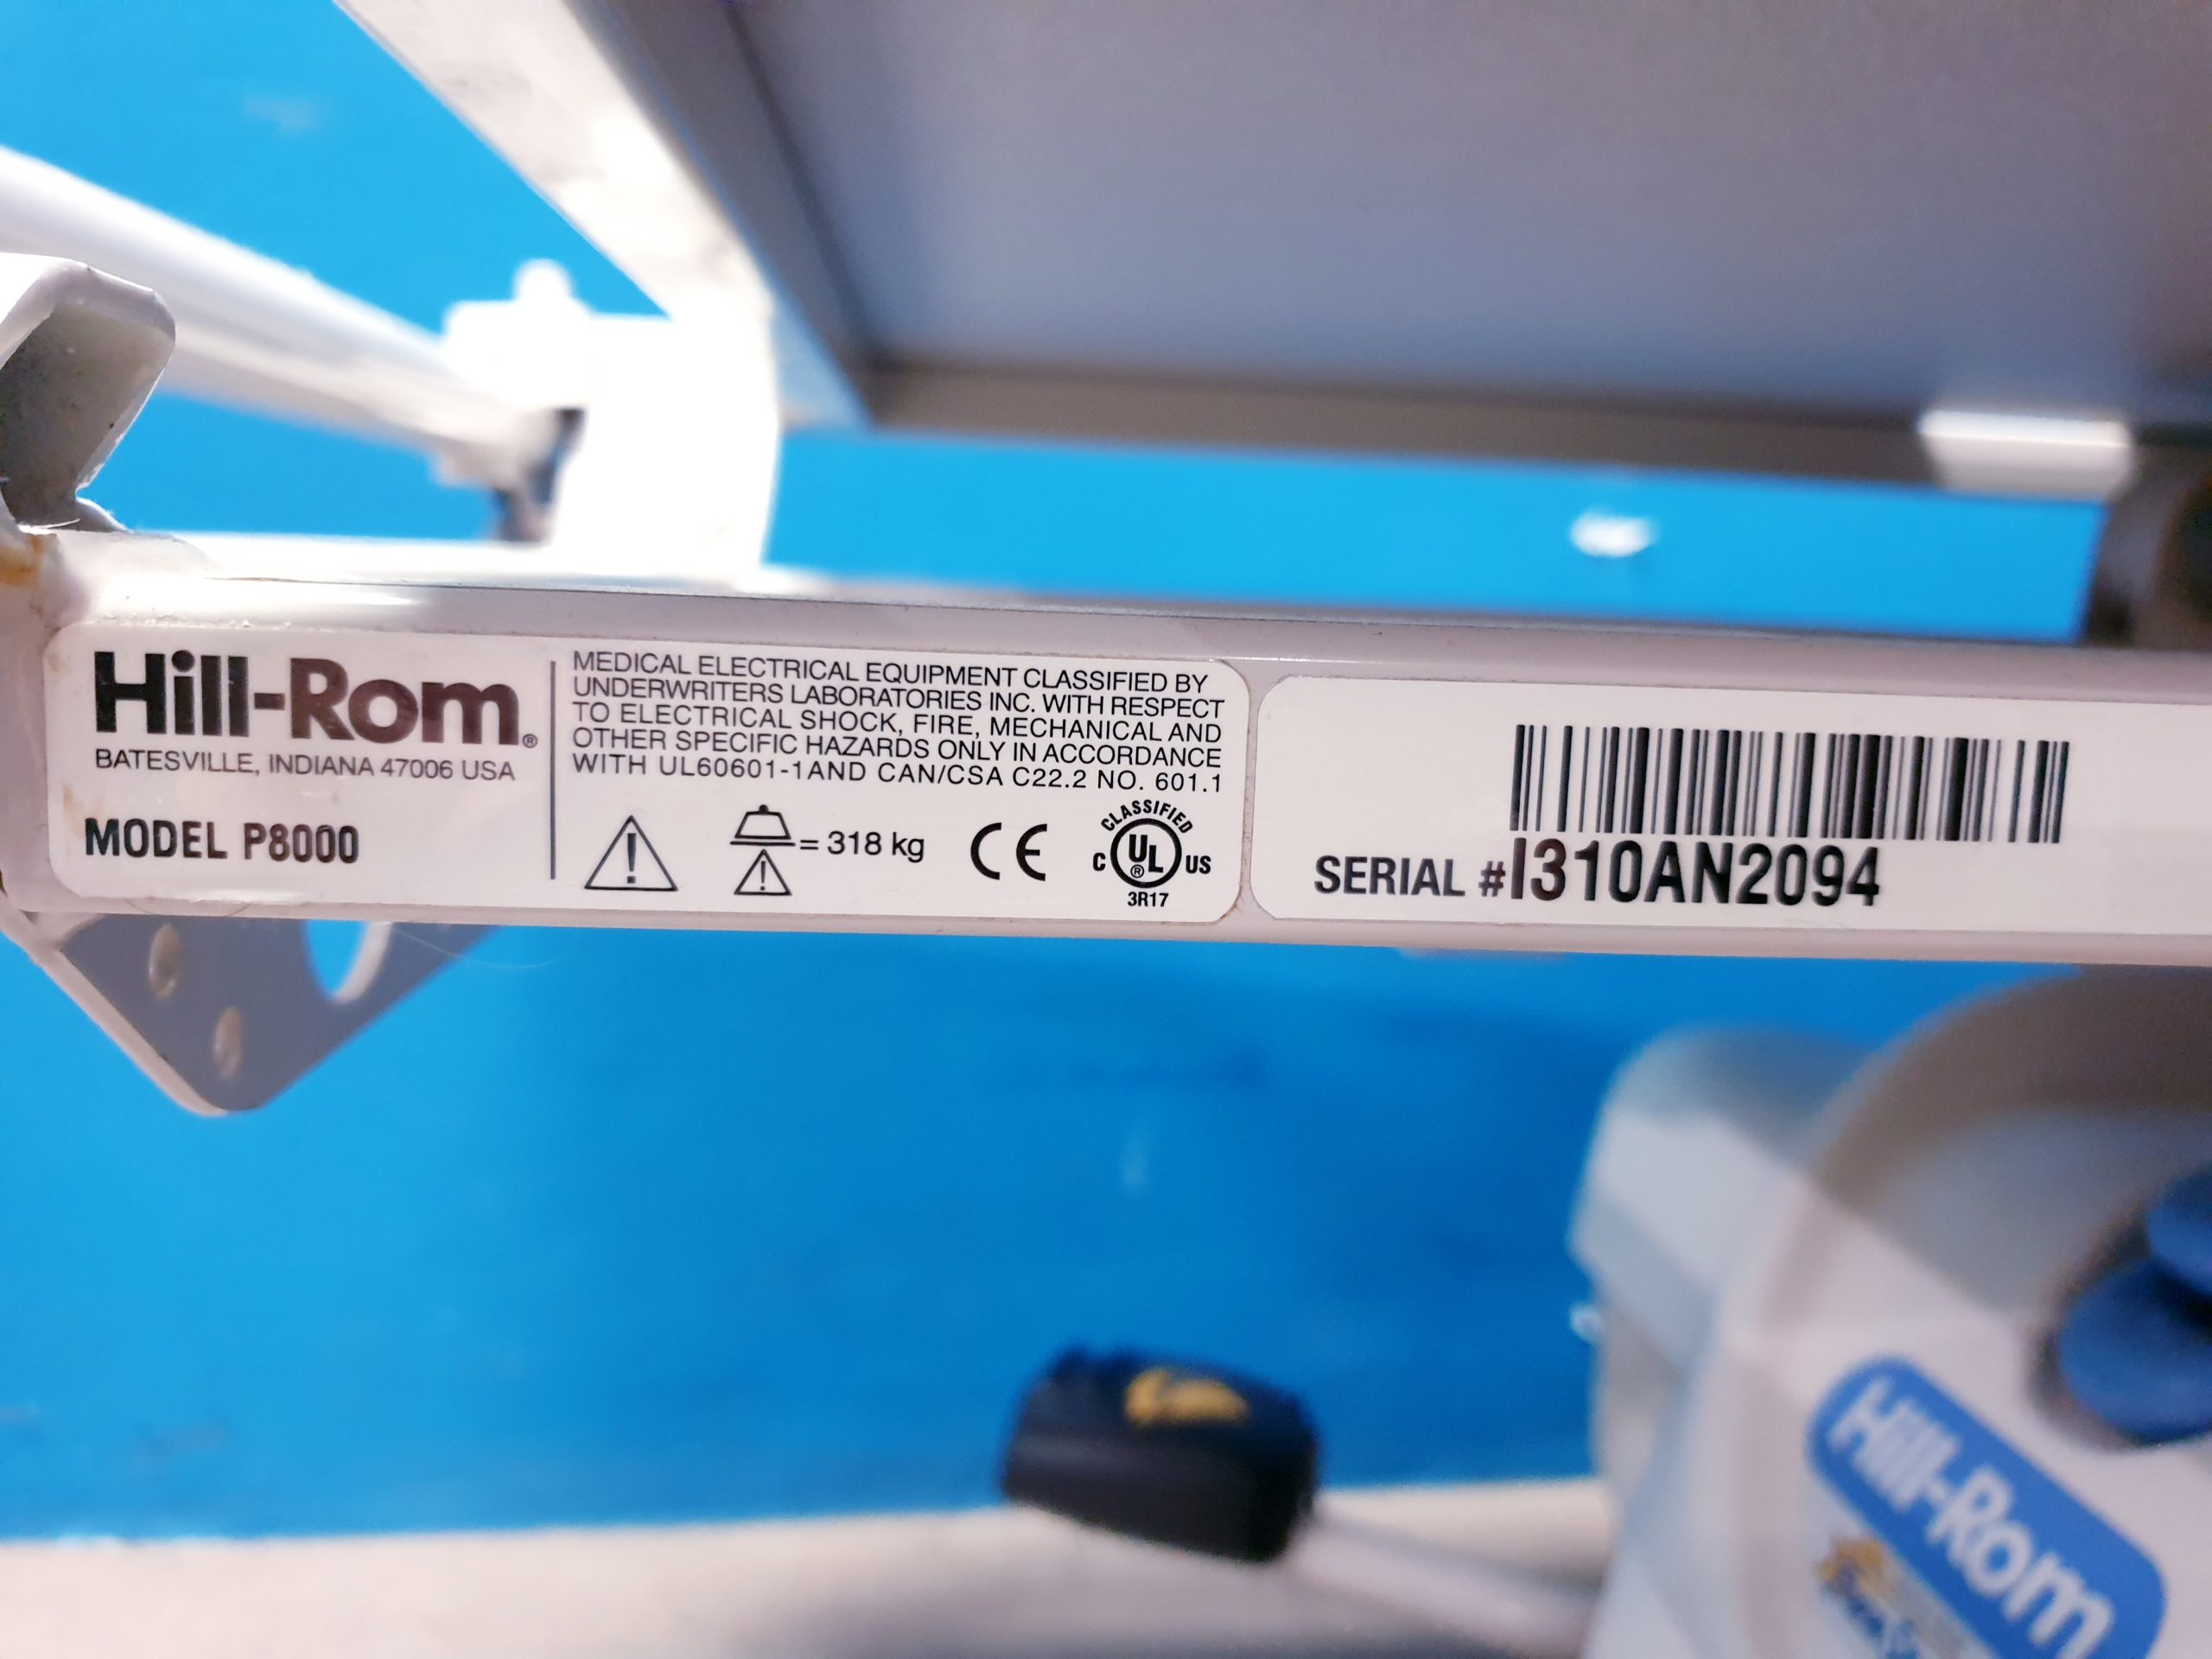 Hill-Rom®
BATESVILLE, INDIANA 47006 USA
MODEL P8000
MEDICAL ELECTRICAL EQUIPMENT CLASSIFIED BY
UNDERWRITERS LABORATORIES INC. WITH RESPECT
TO ELECTRICAL SHOCK, FIRE, MECHANICAL AND
OTHER SPECIFIC HAZARDS ONLY IN ACCORDANCE
WITH UL60601-1AND CAN/CSA C22.2 NO. 601.1
= 318 kg
CE
CLASSIFIED
C UL® US
3R17
SERIAL #I310AN2094
Hill-Rom